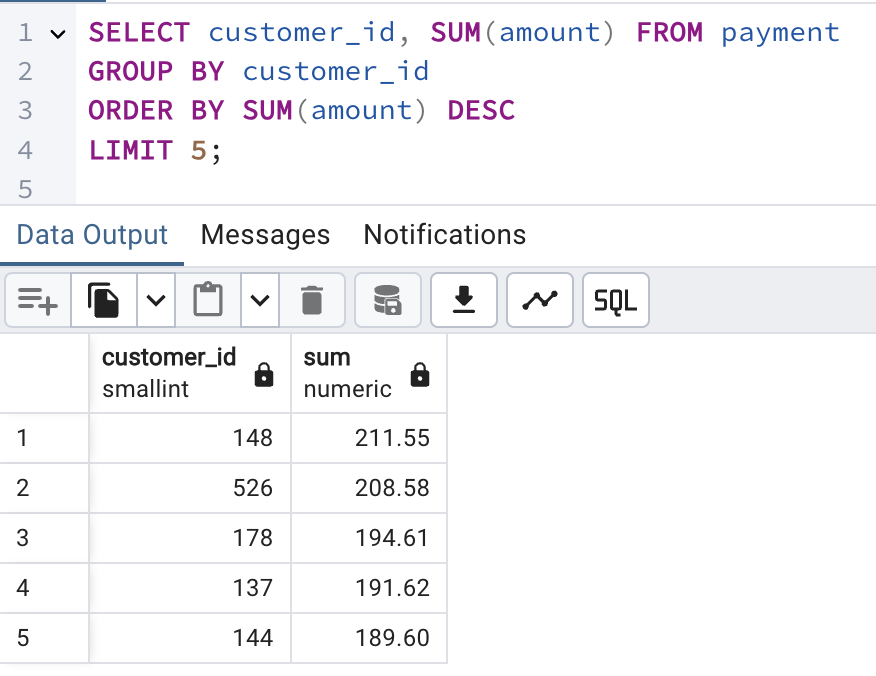 1 SELECT customer_id, SUM(amount) FROM payment
2 GROUP BY customer_id
3 ORDER BY SUM(amount) DESC
4 LIMIT 5;
5
Data Output Messages Notifications
SQL
customer_id sum
smallint numeric
1 148 211.55
2 526 208.58
3 178 194.61
4 137 191.62
5 144 189.60